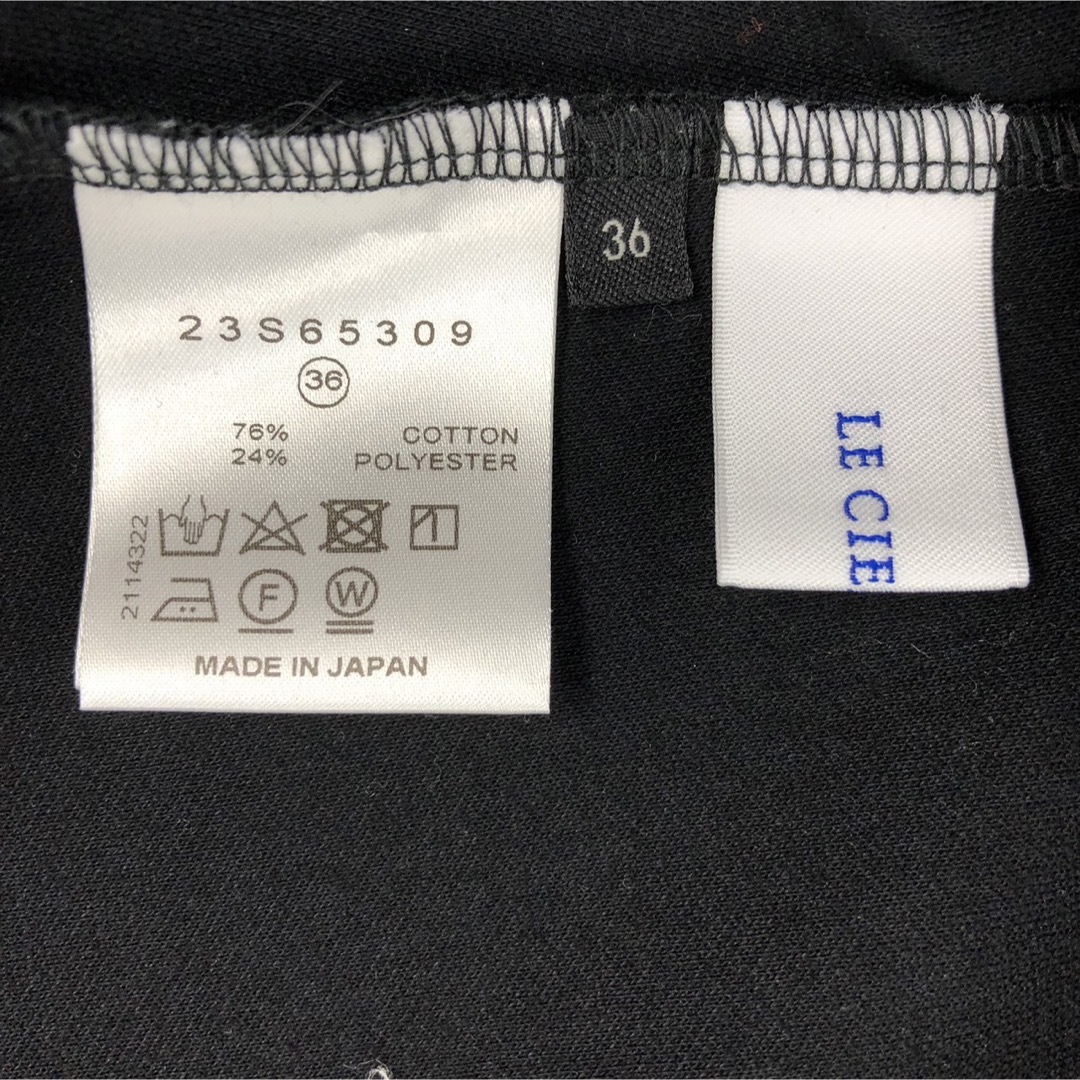 23S65309
36
76% COTTON
24% POLYESTER
2114322
F
W
MADE IN JAPAN
36
LE CIE